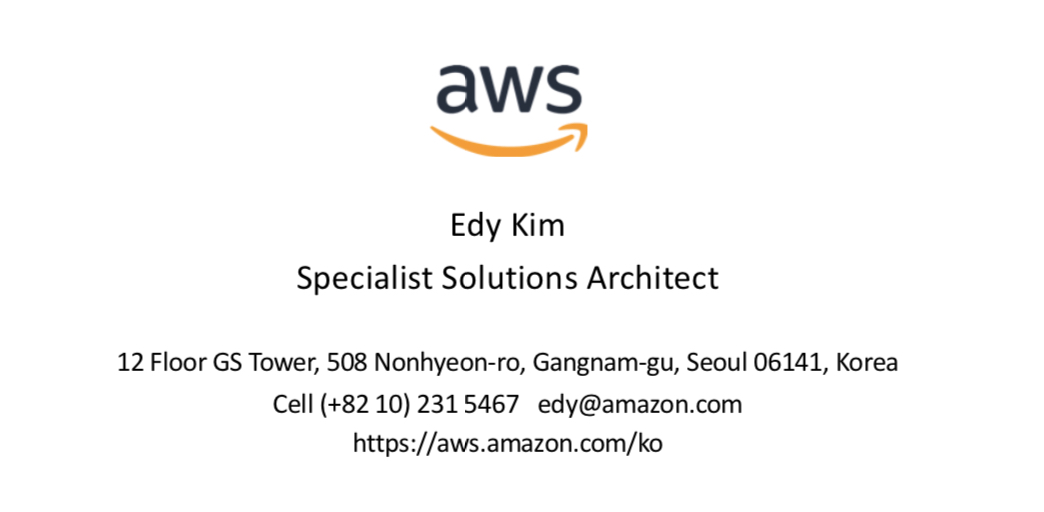 aws
Edy Kim
Specialist Solutions Architect
12 Floor GS Tower, 508 Nonhyeon-ro, Gangnam-gu, Seoul 06141, Korea
Cell (+82 10) 231 5467   edy@amazon.com
https://aws.amazon.com/ko